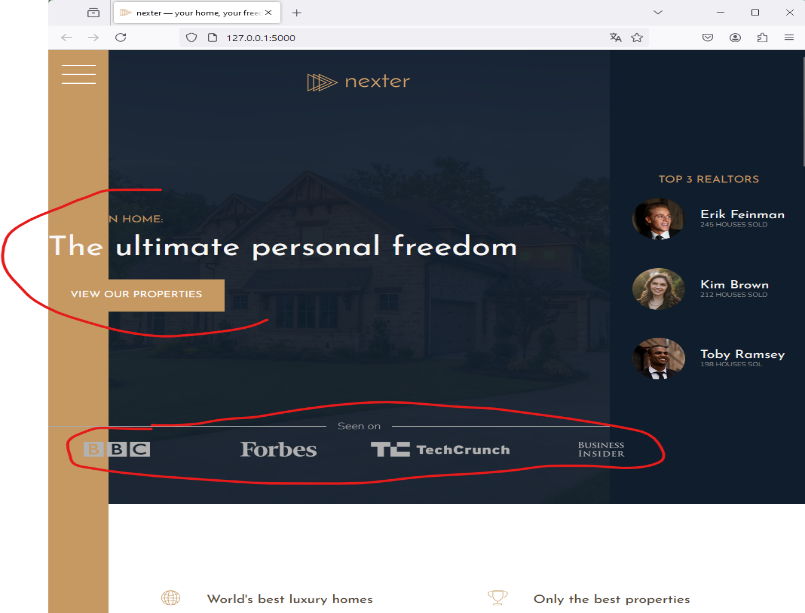 nexter — your home, your free
127.0.0.1:5000
nexter
TOP 3 REALTORS
N HOME:
The ultimate personal freedom
VIEW OUR PROPERTIES
Erik Feinman
245 HOUSES SOLD
Kim Brown
212 HOUSES SOLD
Toby Ramsey
198 HOUSES SOL
Seen on
BBC
Forbes
TC TechCrunch
BUSINESS
INSIDER
World's best luxury homes
Only the best properties